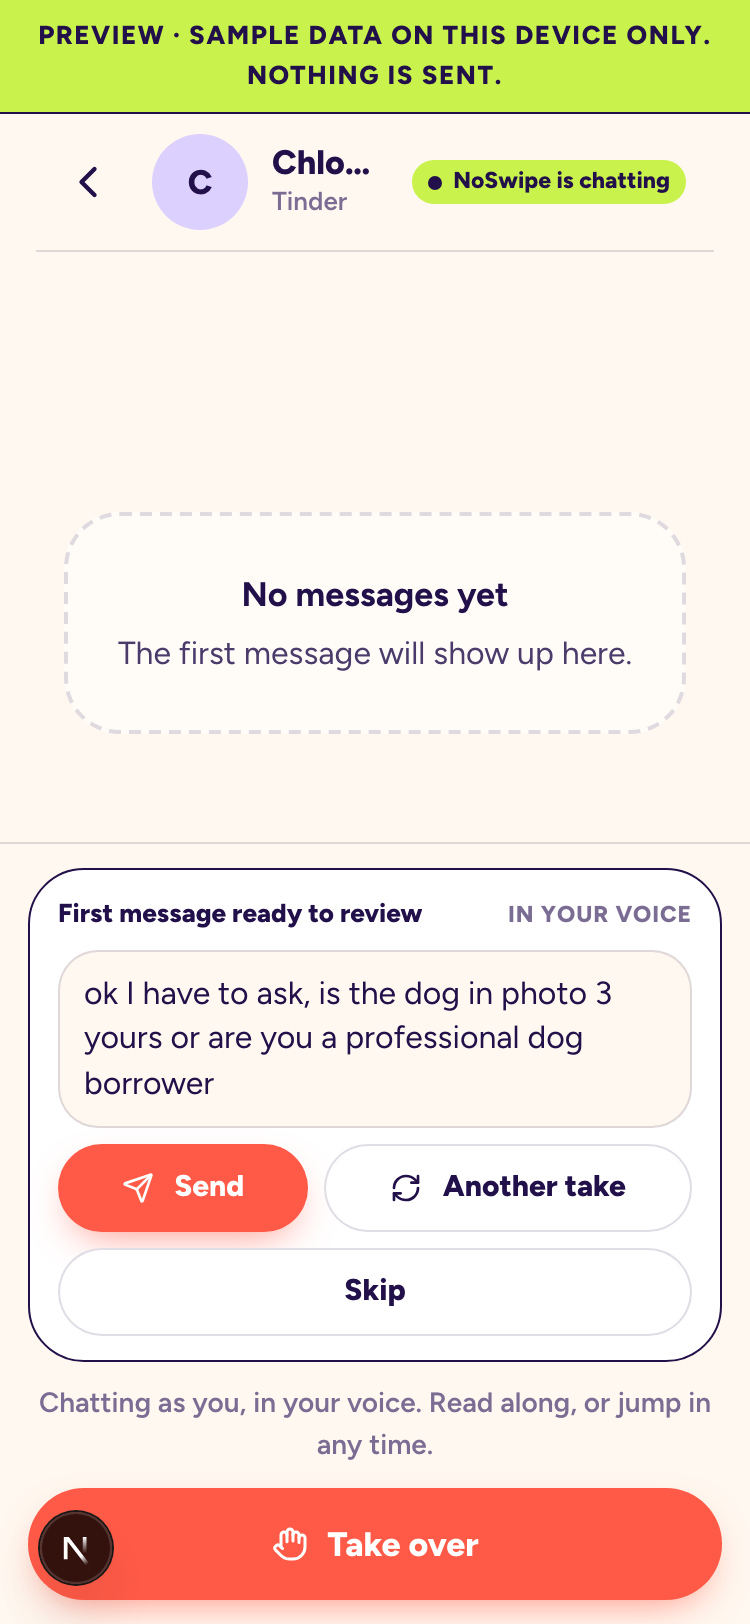 PREVIEW · SAMPLE DATA ON THIS DEVICE ONLY.
NOTHING IS SENT.
C
Chlo...
Tinder
NoSwipe is chatting
No messages yet
The first message will show up here.
First message ready to review
IN YOUR VOICE
ok I have to ask, is the dog in photo 3
yours or are you a professional dog
borrower
Send
Another take
Skip
Chatting as you, in your voice. Read along, or jump in
any time.
N
Take over